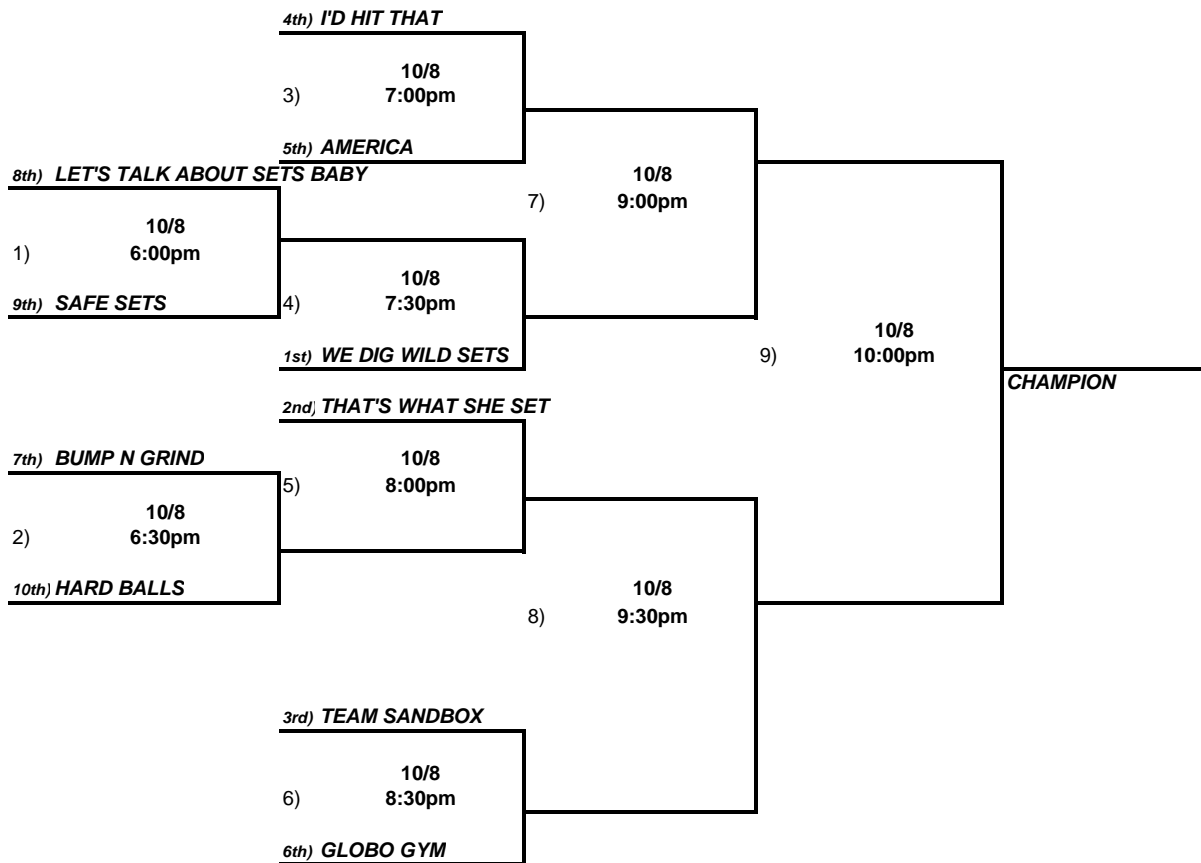 4th) I'D HIT THAT
10/8
3) 7:00pm
5th) AMERICA
8th) LET'S TALK ABOUT SETS BABY
10/8
7) 9:00pm
10/8
1) 6:00pm
10/8
9th) SAFE SETS
4) 7:30pm
10/8
9) 10:00pm
1st) WE DIG WILD SETS
CHAMPION
2nd) THAT'S WHAT SHE SET
7th) BUMP N GRIND
10/8
5) 8:00pm
10/8
2) 6:30pm
10th) HARD BALLS
10/8
8) 9:30pm
3rd) TEAM SANDBOX
10/8
6) 8:30pm
6th) GLOBO GYM